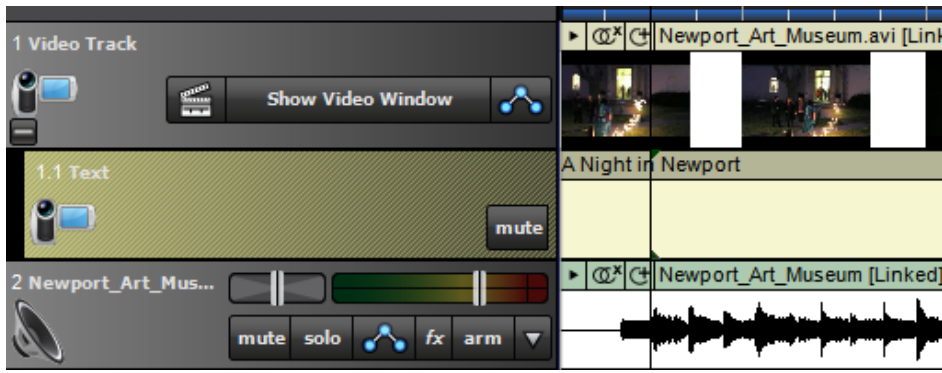 1 Video Track
Show Video Window
Newport_Art_Museum.avi [Link
1.1 Text
mute
A Night in Newport
2 Newport_Art_Mus...
mute solo fx arm
Newport_Art_Museum [Linked]